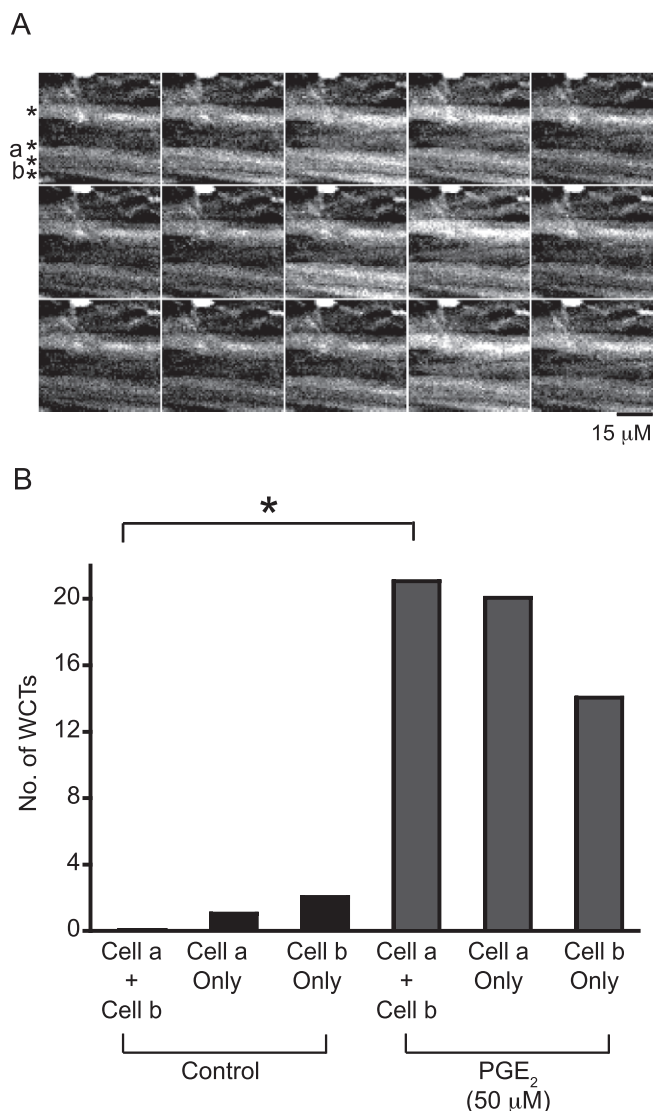 A
*
a *
*
b *
15 μM
B
*
No. of WCTs
20
16
12
8
4
0
Cell a + Cell b
Cell a Only
Cell b Only
Cell a + Cell b
Cell a Only
Cell b Only
Control
PGE₂
(50 μM)